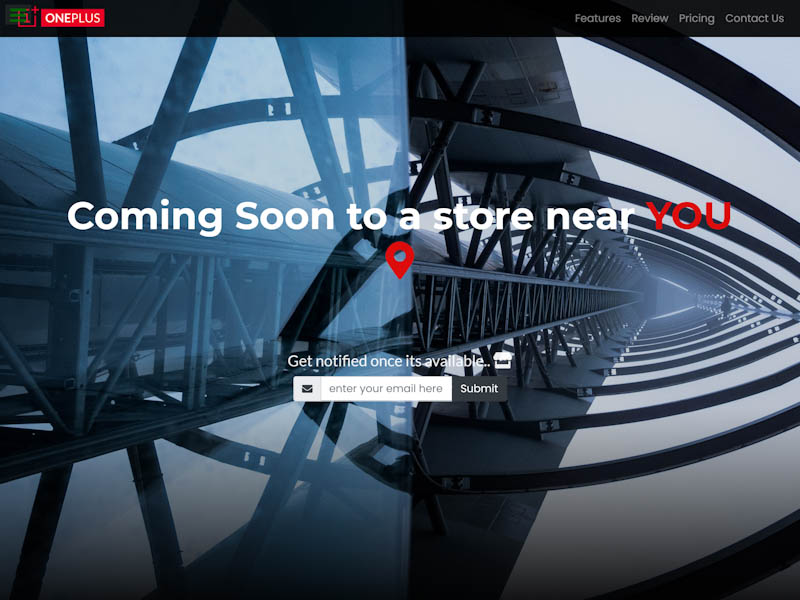 1+ ONEPLUS
Features Review Pricing Contact Us
Coming Soon to a store near YOU
Get notified once its available..
enter your email here Submit